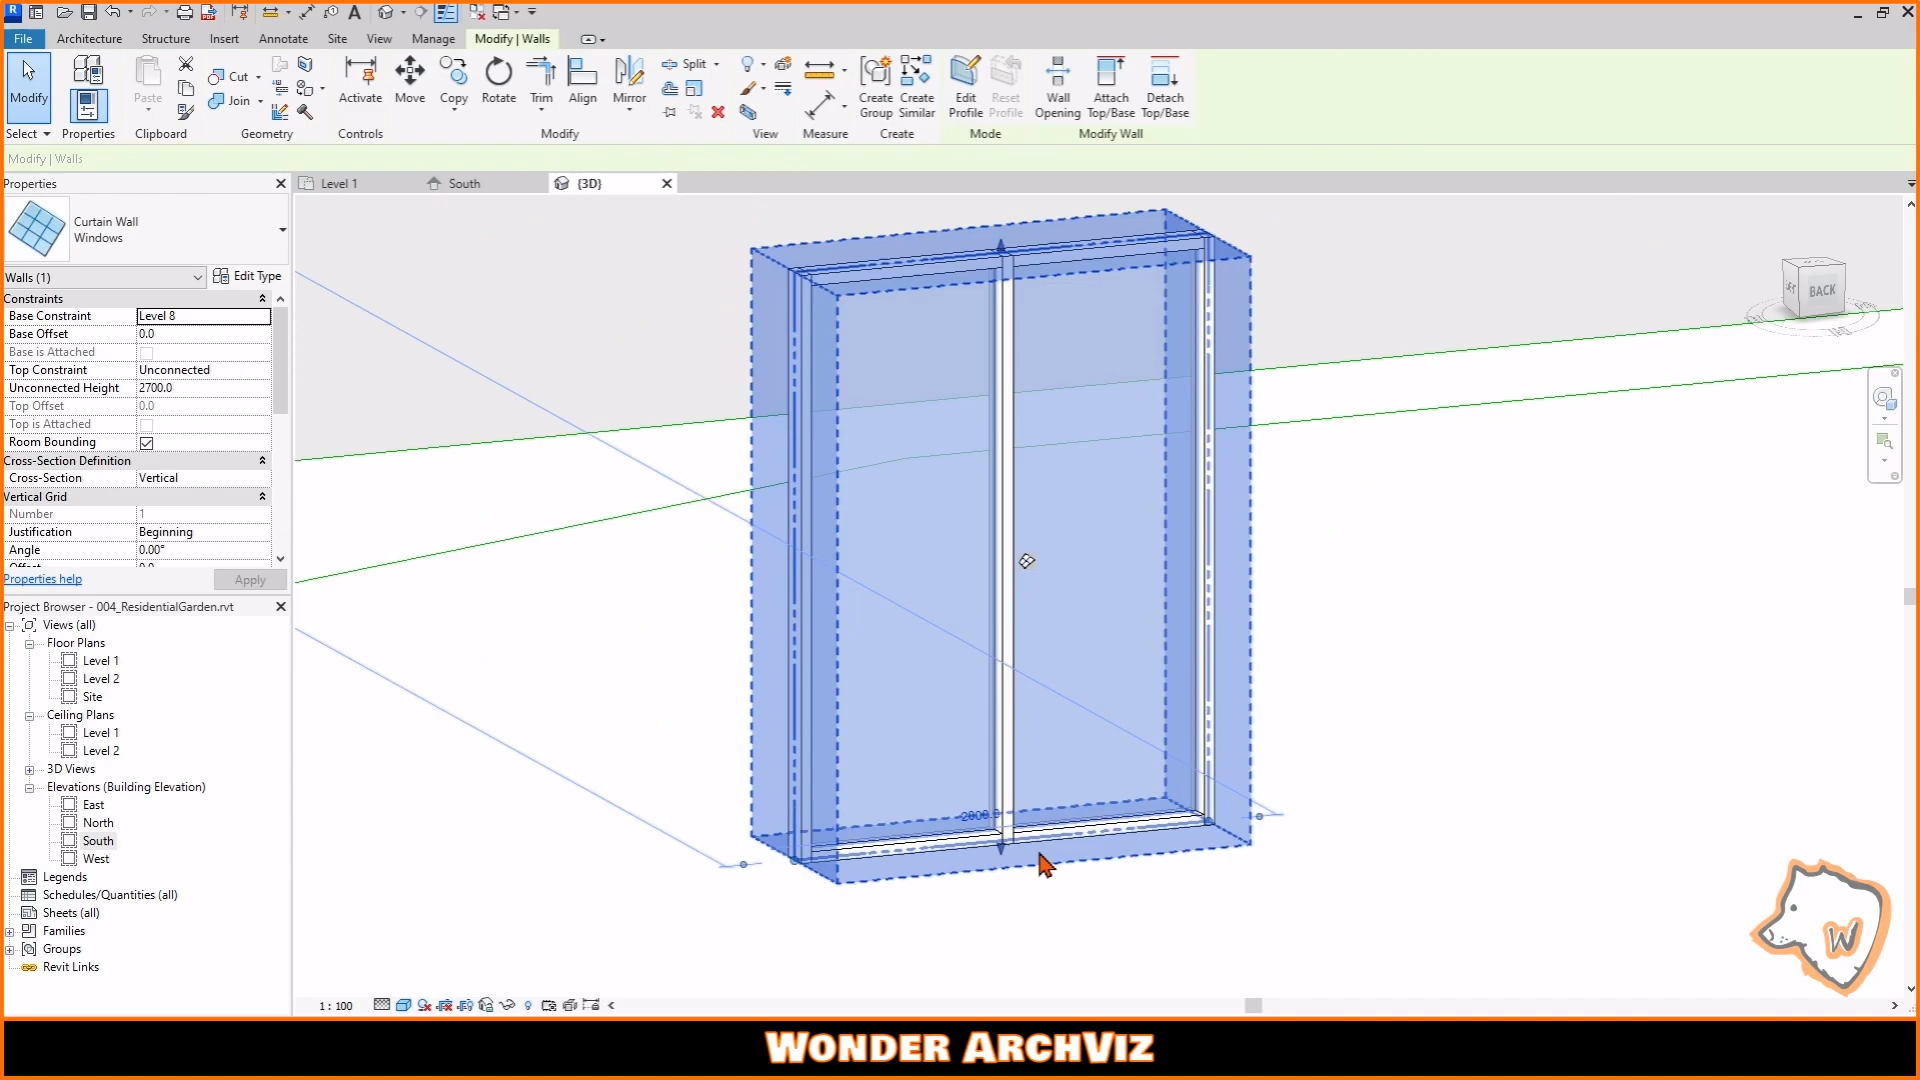 File Architecture Structure Insert Annotate Site View Manage Modify | Walls
Modify
Paste
Cut
Join
Activate
Move
Copy
Rotate
Trim
Align
Mirror
Split
Create Group
Create Similar
Edit Profile
Reset Profile
Wall Opening
Attach Top/Base
Detach Top/Base
Select Properties Clipboard Geometry Controls Modify View Measure Create Mode Modify Wall
Modify | Walls
Properties
Level 1
South
{3D}
Curtain Wall
Windows
Walls (1)
Edit Type
Constraints
Base Constraint Level 8
Base Offset 0.0
Base is Attached
Top Constraint Unconnected
Unconnected Height 2700.0
Top Offset 0.0
Top is Attached
Room Bounding
Cross-Section Definition
Cross-Section Vertical
Vertical Grid
Number 1
Justification Beginning
Angle 0.00°
Properties help
Apply
Project Browser - 004_ResidentialGarden.rvt
Views (all)
Floor Plans
Level 1
Level 2
Site
Ceiling Plans
Level 1
Level 2
3D Views
Elevations (Building Elevation)
East
North
South
West
Legends
Schedules/Quantities (all)
Sheets (all)
Families
Groups
Revit Links
BACK
1 : 100
W
WONDER ARCHVIZ